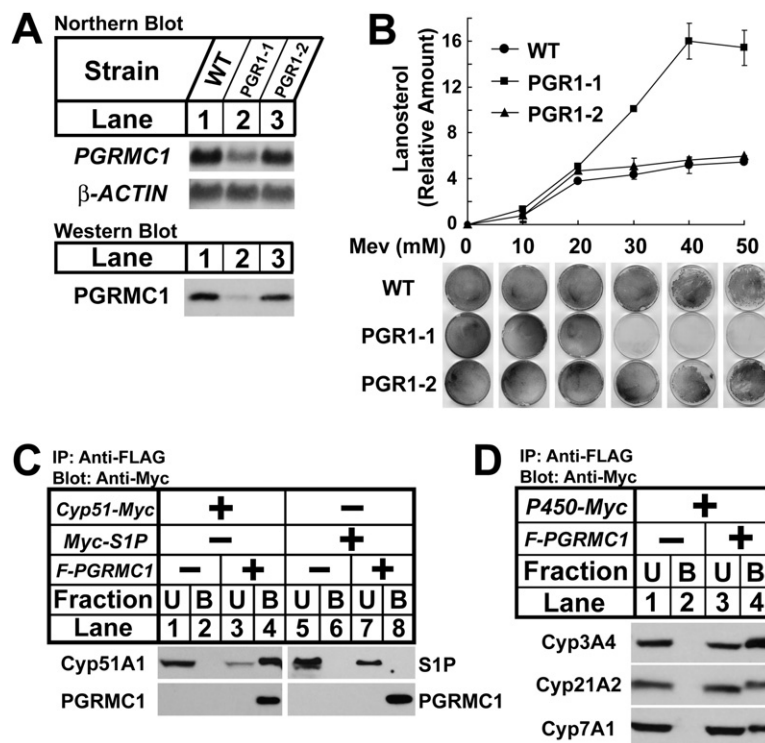 A
Northern Blot
Strain WT PGR1-1 PGR1-2
Lane 1 2 3
PGRMC1
β-ACTIN
Western Blot
Lane 1 2 3
PGRMC1
B
WT
PGR1-1
PGR1-2
Lanosterol
(Relative Amount)
16
12
8
4
0
Mev (mM) 0 10 20 30 40 50
WT
PGR1-1
PGR1-2
C
IP: Anti-FLAG
Blot: Anti-Myc
Cyp51-Myc + −
Myc-S1P − +
F-PGRMC1 − + − +
Fraction U B U B U B U B
Lane 1 2 3 4 5 6 7 8
Cyp51A1 S1P
PGRMC1 PGRMC1
D
IP: Anti-FLAG
Blot: Anti-Myc
P450-Myc +
F-PGRMC1 − +
Fraction U B U B
Lane 1 2 3 4
Cyp3A4
Cyp21A2
Cyp7A1